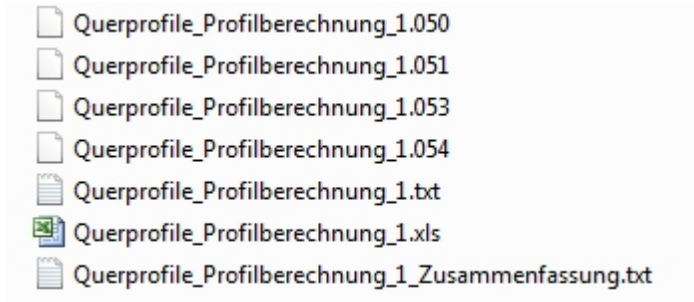 Querprofile_Profilberechnung_1.050
Querprofile_Profilberechnung_1.051
Querprofile_Profilberechnung_1.053
Querprofile_Profilberechnung_1.054
Querprofile_Profilberechnung_1.txt
Querprofile_Profilberechnung_1.xls
Querprofile_Profilberechnung_1_Zusammenfassung.txt